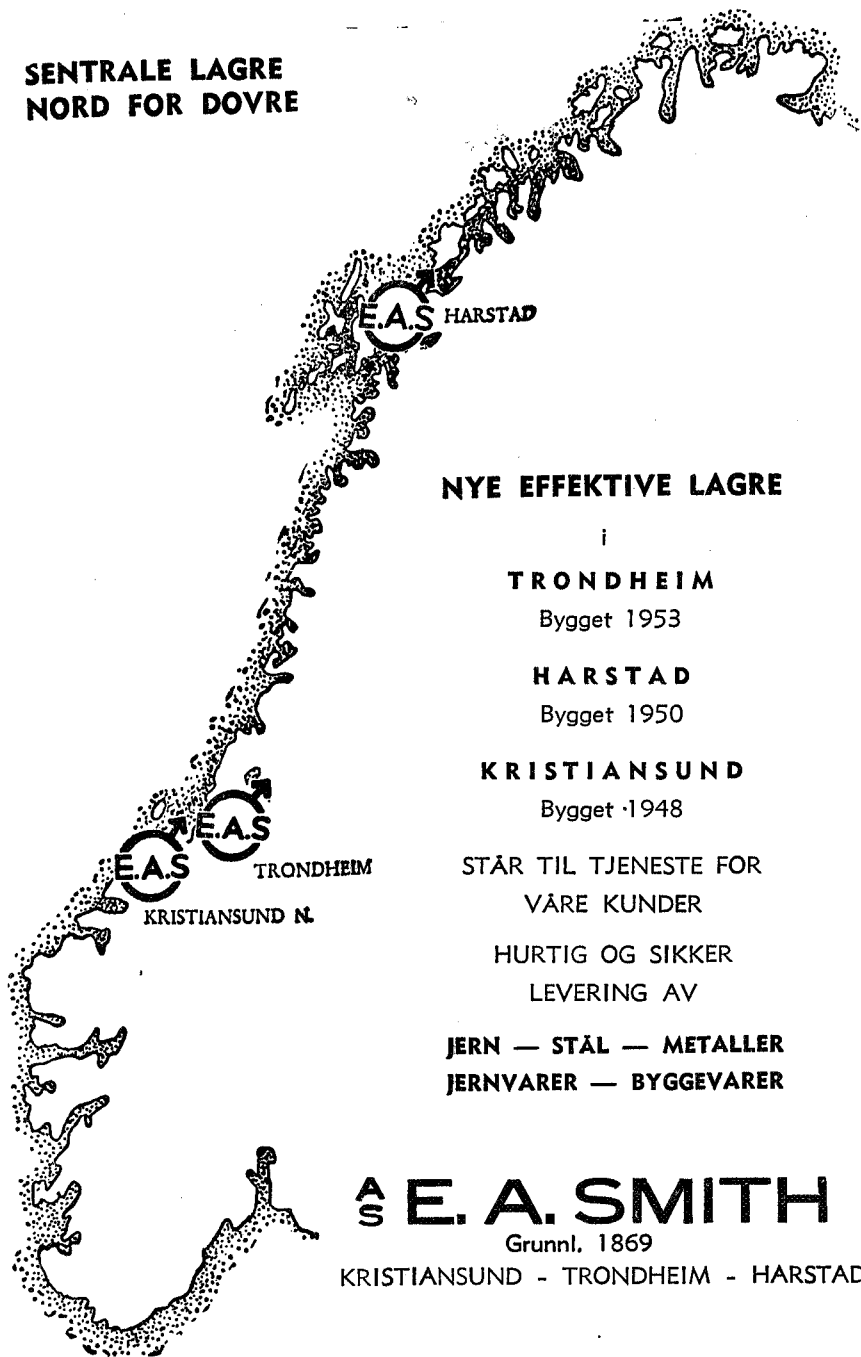 SENTRALE LAGRE
NORD FOR DOVRE
E.A.S HARSTAD
NYE EFFEKTIVE LAGRE
i
TRONDHEIM
Bygget 1953
HARSTAD
Bygget 1950
KRISTIANSUND
Bygget 1948
E.A.S
TRONDHEIM
E.A.S
KRISTIANSUND N.
STÅR TIL TJENESTE FOR
VÅRE KUNDER
HURTIG OG SIKKER
LEVERING AV
JERN — STÅL — METALLER
JERNVARER — BYGGEVARER
A/S E. A. SMITH
Grunnl. 1869
KRISTIANSUND - TRONDHEIM - HARSTAD